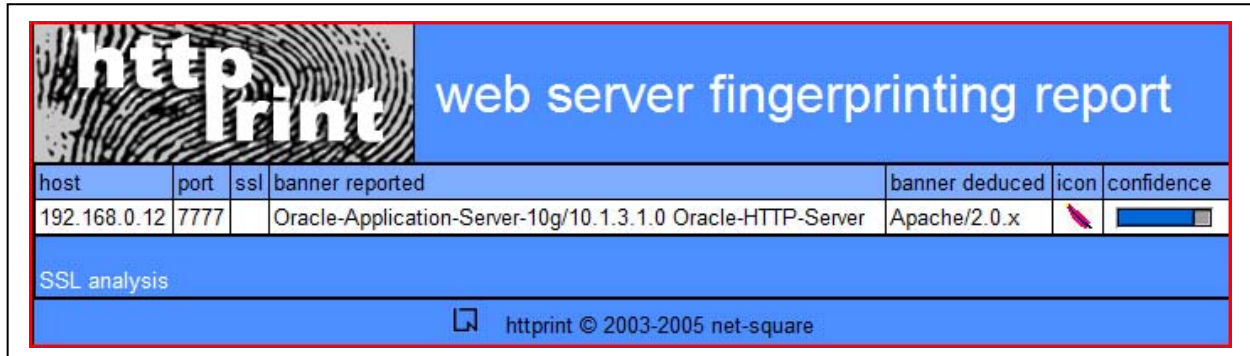 http
print
web server fingerprinting report
host port ssl banner reported banner deduced icon confidence
192.168.0.12 7777 Oracle-Application-Server-10g/10.1.3.1.0 Oracle-HTTP-Server Apache/2.0.x
SSL analysis
httprint © 2003-2005 net-square